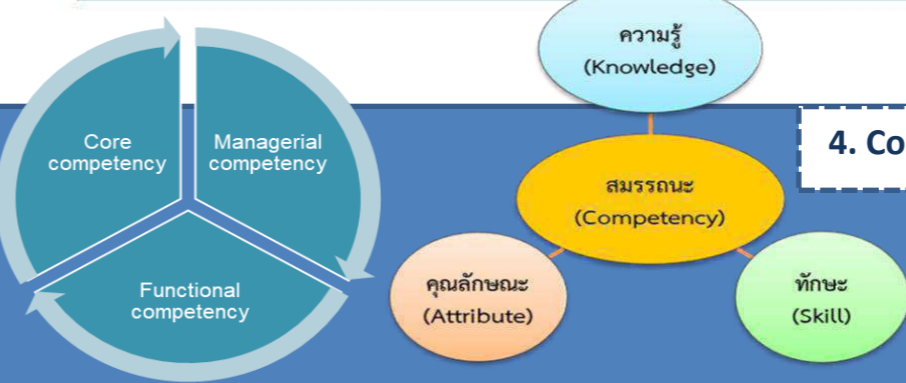 Core
competency
Managerial
competency
Functional
competency
ความรู้
(Knowledge)
สมรรถนะ
(Competency)
คุณลักษณะ
(Attribute)
ทักษะ
(Skill)
4. Co